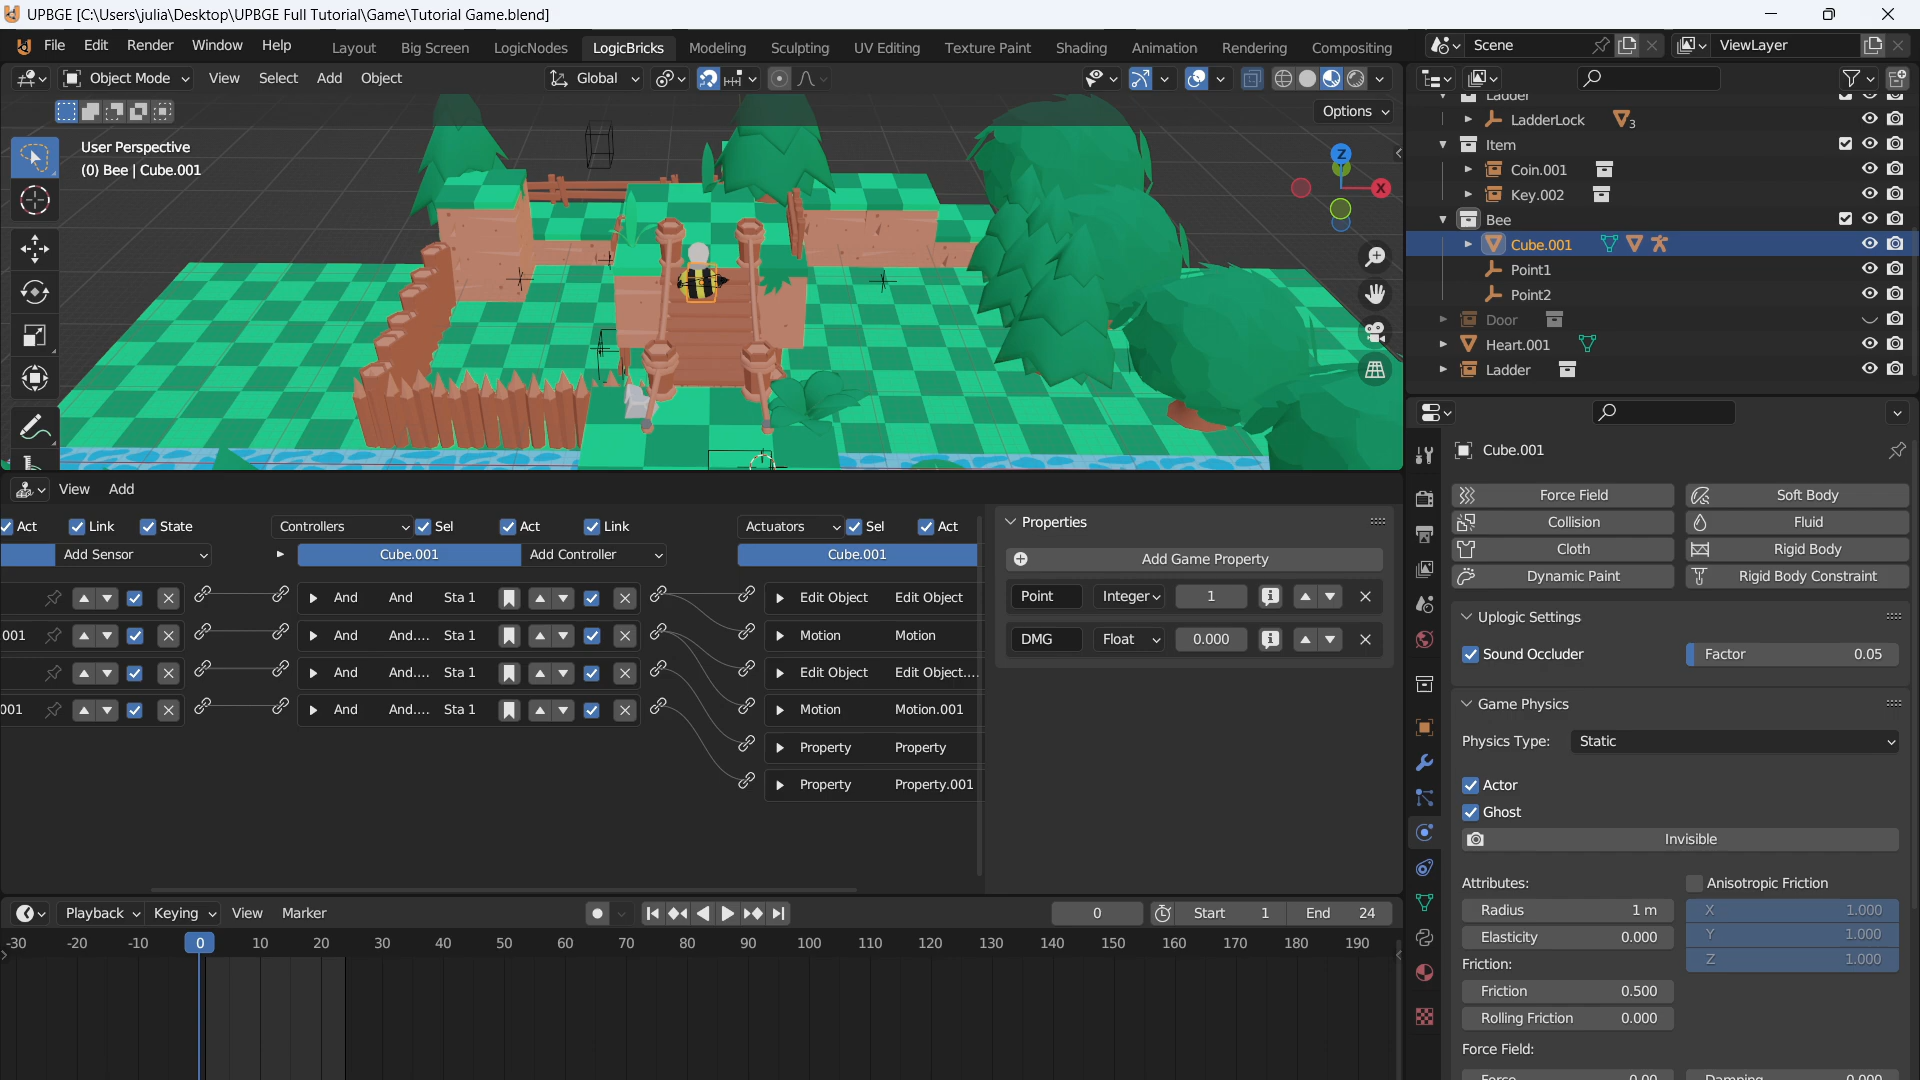 UPBGE [C:\Users\julia\Desktop\UPBGE Full Tutorial\Game\Tutorial Game.blend]
File Edit Render Window Help Layout Big Screen LogicNodes LogicBricks Modeling Sculpting UV Editing Texture Paint Shading Animation Rendering Compositing Scene ViewLayer
Object Mode View Select Add Object Global
Options
User Perspective
(0) Bee | Cube.001
Z
X
Ladder
LadderLock 3
Item
Coin.001
Key.002
Bee
Cube.001
Point1
Point2
Door
Heart.001
Ladder
View Add
Act Link State Controllers Sel Act Link Actuators Sel Act
Add Sensor Cube.001 Add Controller Cube.001
And And Sta 1 Edit Object Edit Object
001 And And.... Sta 1 Motion Motion
And And.... Sta 1 Edit Object Edit Object....
001 And And.... Sta 1 Motion Motion.001
Property Property
Property Property.001
Properties
Add Game Property
Point Integer 1
DMG Float 0.000
Cube.001
Force Field Soft Body
Collision Fluid
Cloth Rigid Body
Dynamic Paint Rigid Body Constraint
Uplogic Settings
Sound Occluder Factor 0.05
Game Physics
Physics Type: Static
Actor
Ghost
Invisible
Attributes: Anisotropic Friction
Radius 1 m X 1.000
Elasticity 0.000 Y 1.000
Friction: Z 1.000
Friction 0.500
Rolling Friction 0.000
Force Field:
Force 0.00 Damping 0.000
Playback Keying View Marker 0 Start 1 End 24
-30 -20 -10 0 10 20 30 40 50 60 70 80 90 100 110 120 130 140 150 160 170 180 190